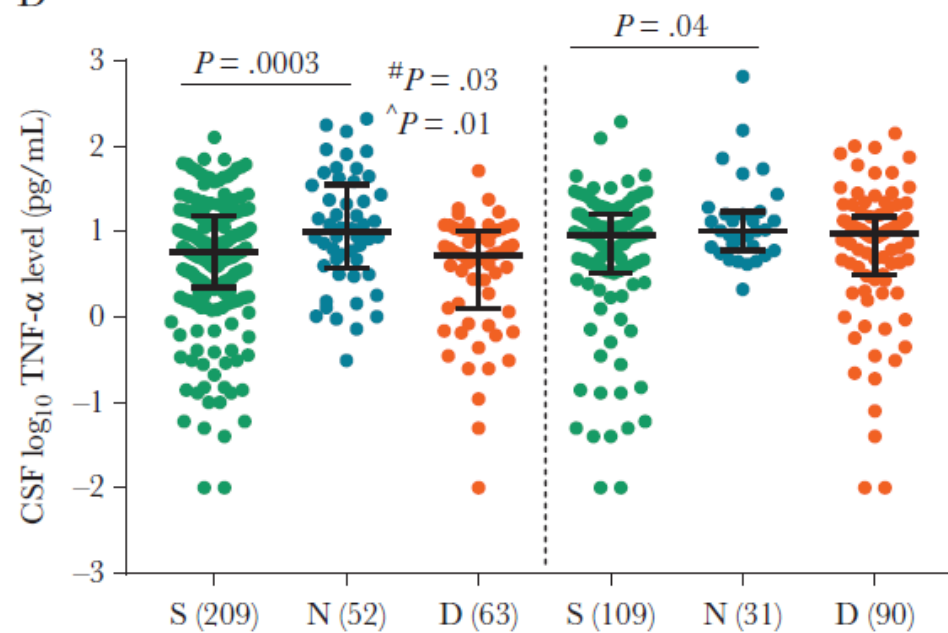 P = .04
P = .0003
#P = .03
^P = .01
CSF log10 TNF-α level (pg/mL)
3
2
1
0
−1
−2
−3
S (209) N (52) D (63) S (109) N (31) D (90)